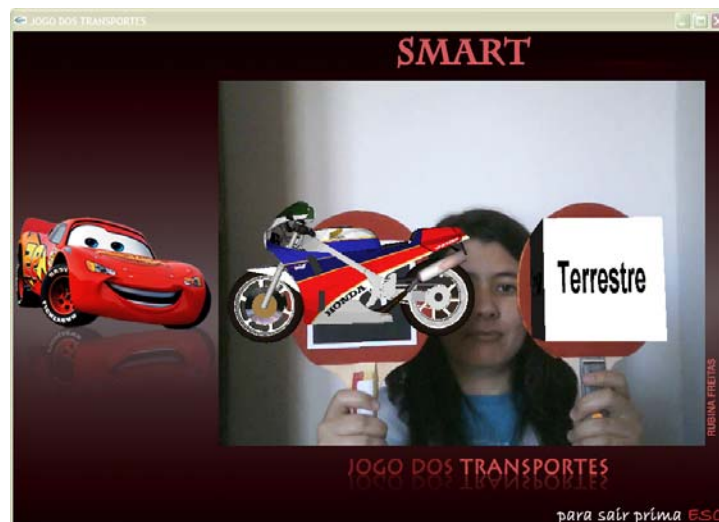 JOGO DOS TRANSPORTES
SMART
HONDA
Terrestre
RUBINA FREITAS
JOGO DOS TRANSPORTES
para sair prima ESC